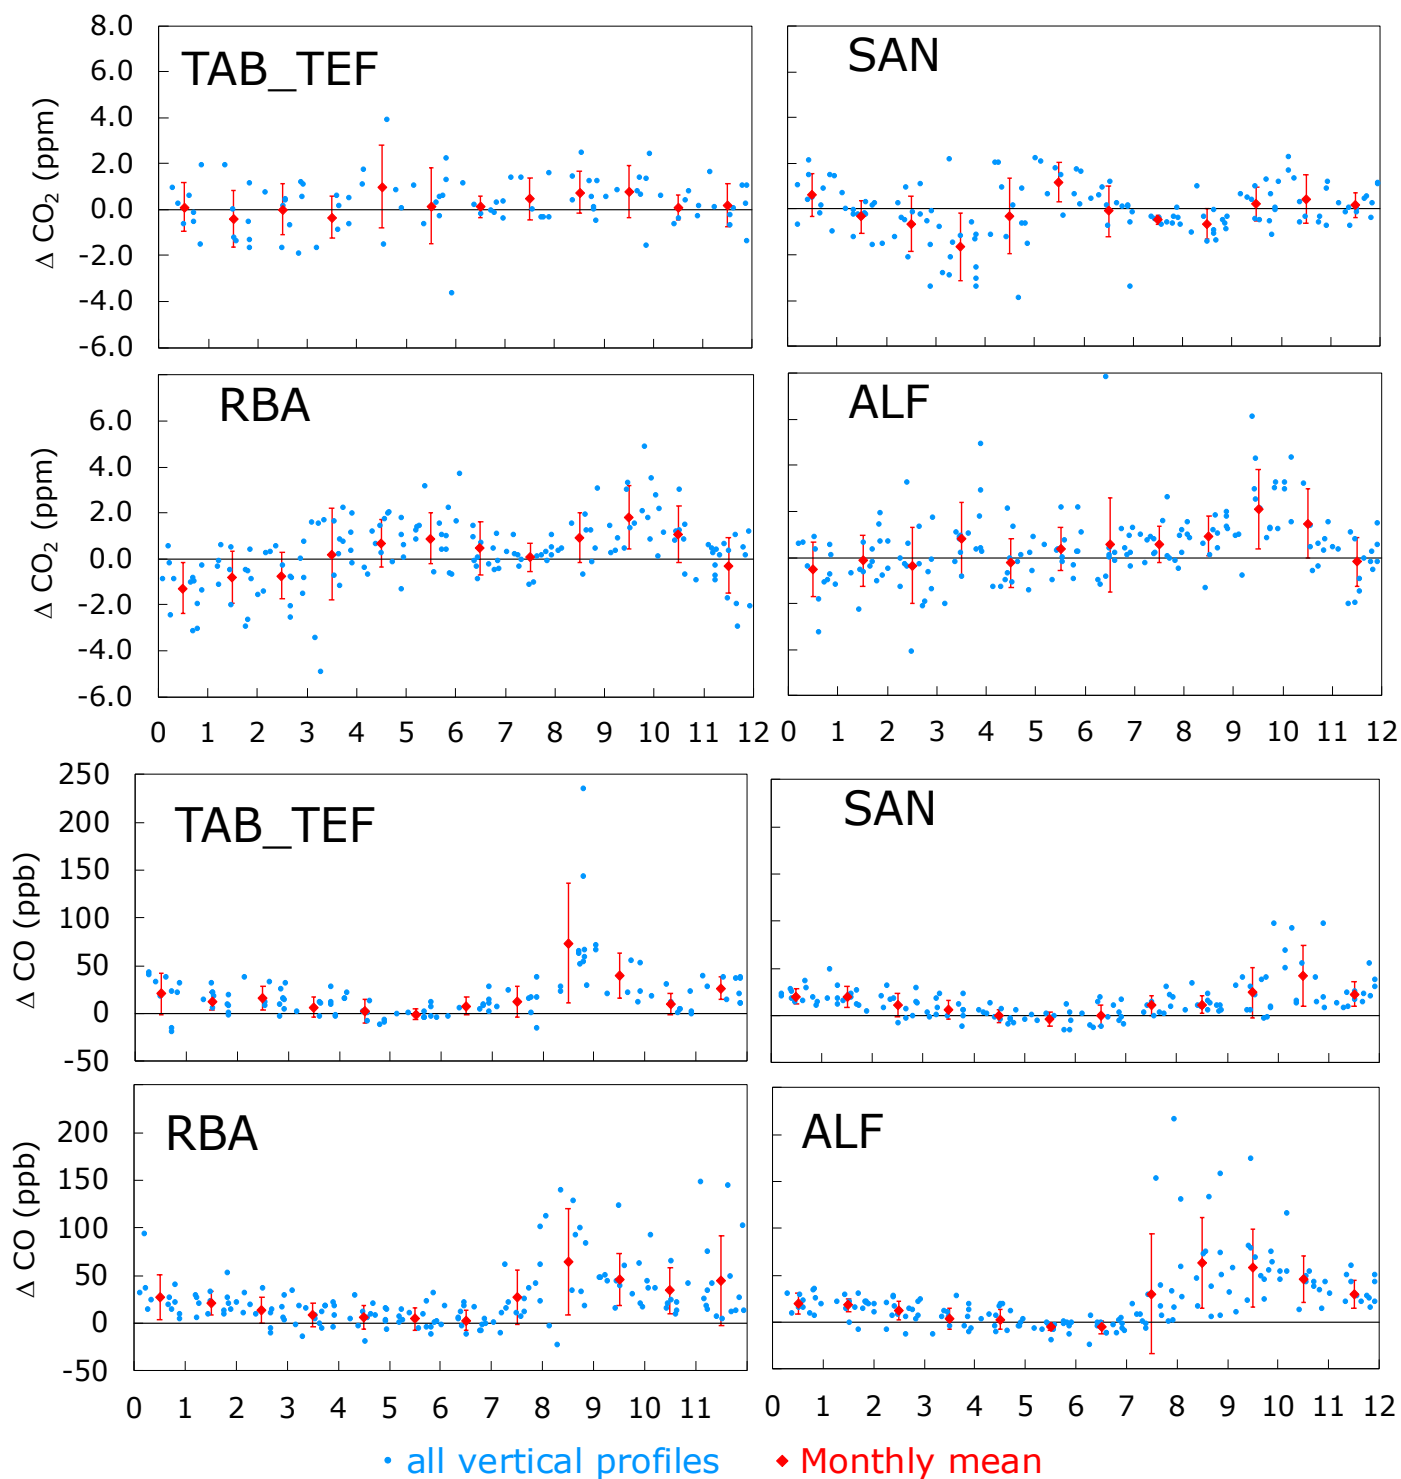 TAB_TEF
SAN
Δ CO₂ (ppm)
8.0
6.0
4.0
2.0
0.0
-2.0
-4.0
-6.0
RBA
ALF
Δ CO₂ (ppm)
6.0
4.0
2.0
0.0
-2.0
-4.0
-6.0
0 1 2 3 4 5 6 7 8 9 10 11 12
0 1 2 3 4 5 6 7 8 9 10 11 12
TAB_TEF
SAN
Δ CO (ppb)
250
200
150
100
50
0
-50
RBA
ALF
Δ CO (ppb)
200
150
100
50
0
-50
0 1 2 3 4 5 6 7 8 9 10 11
0 1 2 3 4 5 6 7 8 9 10 11 12
all vertical profiles
Monthly mean